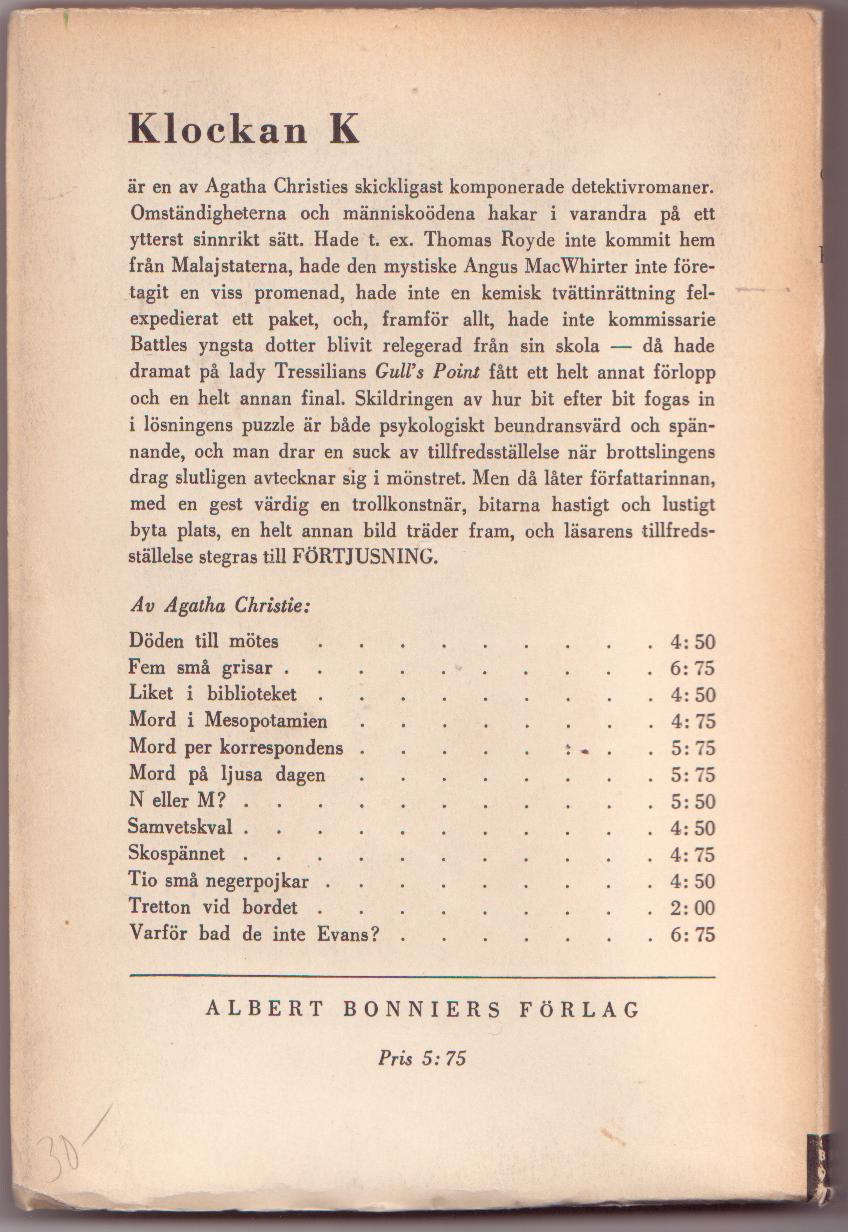 Klockan K
är en av Agatha Christies skickligast komponerade detektivromaner.
Omständigheterna och människoödena hakar i varandra på ett
ytterst sinnrikt sätt. Hade t. ex. Thomas Royde inte kommit hem
från Malajstaterna, hade den mystiske Angus MacWhirter inte före-
tagit en viss promenad, hade inte en kemisk tvättinrättning fel-
expedierat ett paket, och, framför allt, hade inte kommissarie
Battles yngsta dotter blivit relegerad från sin skola — då hade
dramat på lady Tressilians Gull's Point fått ett helt annat förlopp
och en helt annan final. Skildringen av hur bit efter bit fogas in
i lösningens puzzle är både psykologiskt beundransvärd och spän-
nande, och man drar en suck av tillfredsställelse när brottslingens
drag slutligen avtecknar sig i mönstret. Men då låter författarinnan,
med en gest värdig en trollkonstnär, bitarna hastigt och lustigt
byta plats, en helt annan bild träder fram, och läsarens tillfreds-
ställelse stegras till FÖRTJUSNING.
Av Agatha Christie:
Döden till mötes . . . . . . . . . 4: 50
Fem små grisar . . . . . . . . . . 6: 75
Liket i biblioteket . . . . . . . . . 4: 50
Mord i Mesopotamien . . . . . . . . 4: 75
Mord per korrespondens . . . . . . . . 5: 75
Mord på ljusa dagen . . . . . . . . 5: 75
N eller M? . . . . . . . . . . . 5: 50
Samvetskval . . . . . . . . . . . 4: 50
Skospännet . . . . . . . . . . . 4: 75
Tio små negerpojkar . . . . . . . . . 4: 50
Tretton vid bordet . . . . . . . . . 2: 00
Varför bad de inte Evans? . . . . . . . 6: 75
ALBERT BONNIERS FÖRLAG
Pris 5: 75
30-